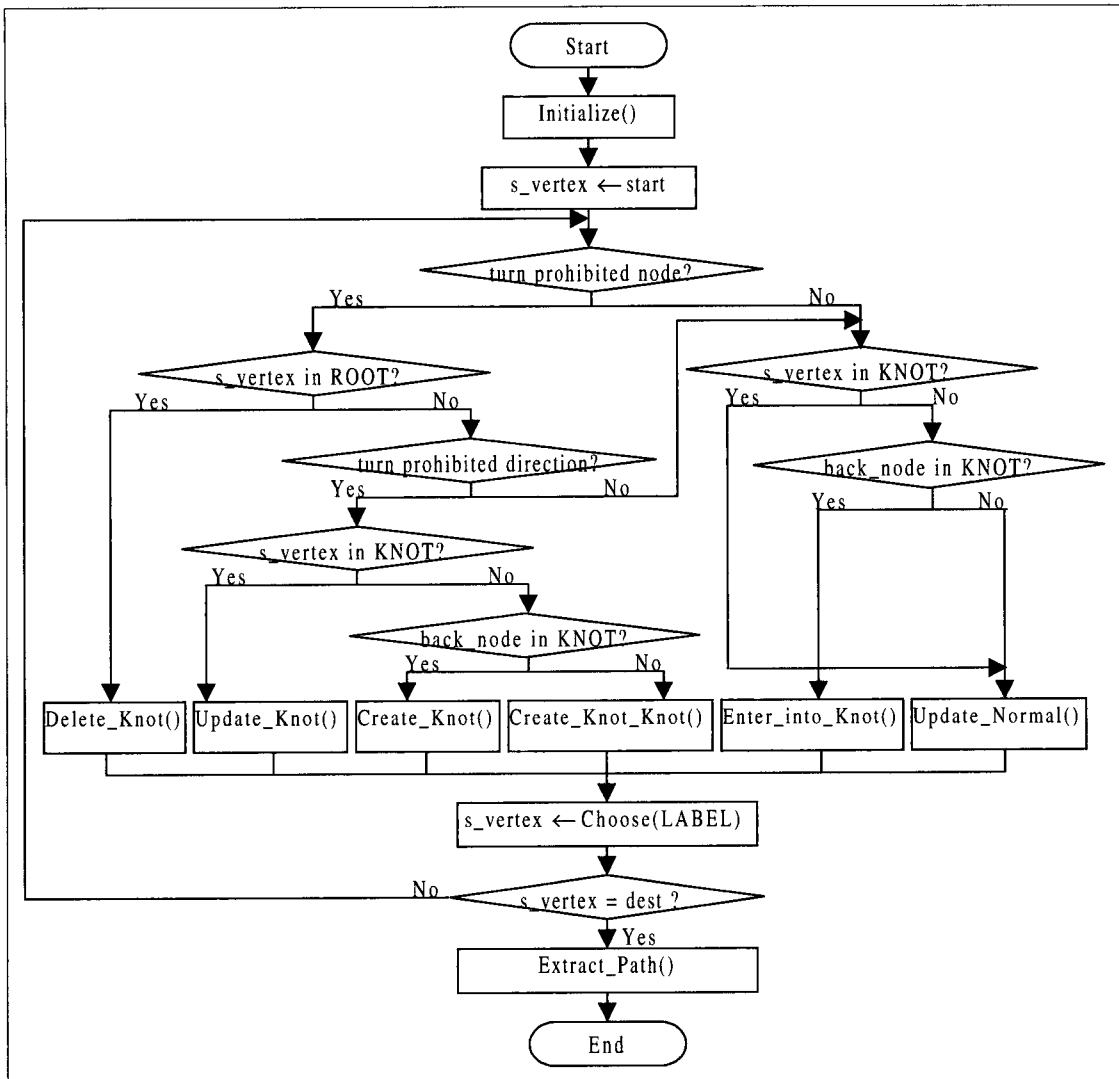 Start
Initialize()
s_vertex ← start
turn prohibited node?
Yes
No
s_vertex in ROOT?
s_vertex in KNOT?
Yes
No
Yes
No
turn prohibited direction?
back_node in KNOT?
Yes
No
Yes
No
s_vertex in KNOT?
Yes
No
back_node in KNOT?
Yes
No
Delete_Knot()
Update_Knot()
Create_Knot()
Create_Knot_Knot()
Enter_into_Knot()
Update_Normal()
s_vertex ← Choose(LABEL)
No
s_vertex = dest ?
Yes
Extract_Path()
End